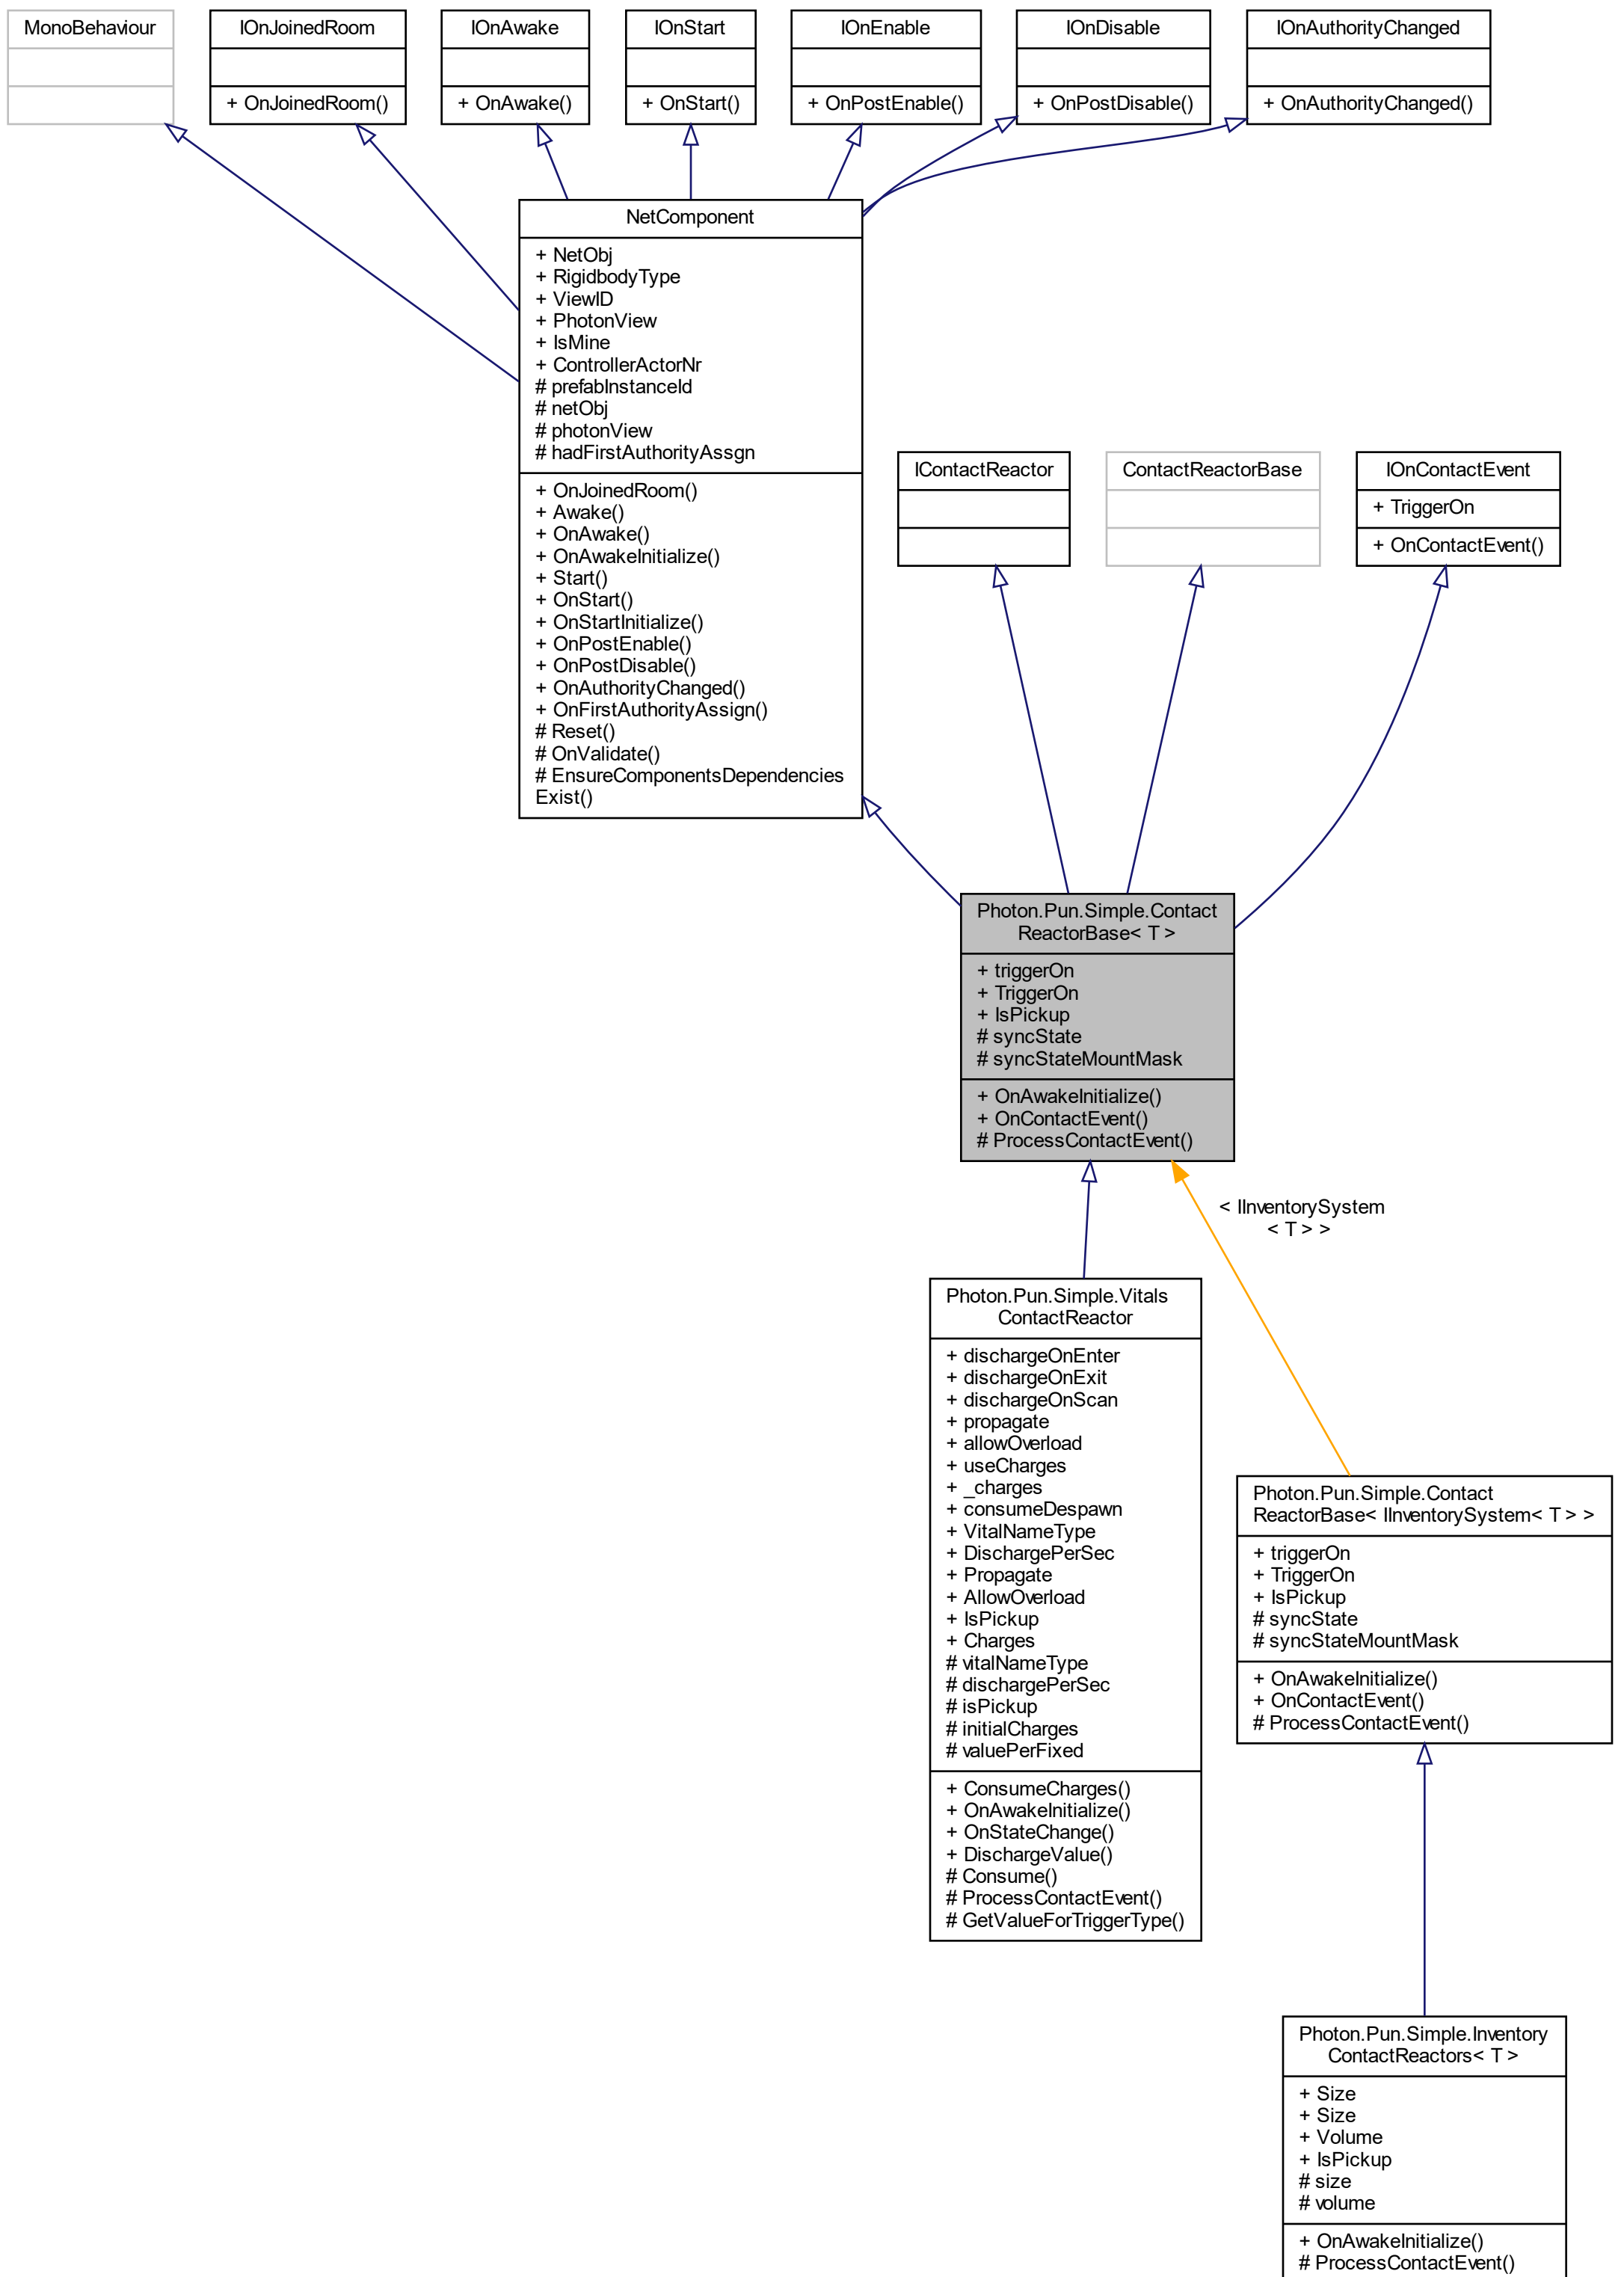 MonoBehaviour
IOnJoinedRoom
+ OnJoinedRoom()
IOnAwake
+ OnAwake()
IOnStart
+ OnStart()
IOnEnable
+ OnPostEnable()
IOnDisable
+ OnPostDisable()
IOnAuthorityChanged
+ OnAuthorityChanged()
NetComponent
+ NetObj
+ RigidbodyType
+ ViewID
+ PhotonView
+ IsMine
+ ControllerActorNr
# prefabInstanceId
# netObj
# photonView
# hadFirstAuthorityAssgn
+ OnJoinedRoom()
+ Awake()
+ OnAwake()
+ OnAwakeInitialize()
+ Start()
+ OnStart()
+ OnStartInitialize()
+ OnPostEnable()
+ OnPostDisable()
+ OnAuthorityChanged()
+ OnFirstAuthorityAssign()
# Reset()
# OnValidate()
# EnsureComponentsDependencies
Exist()
IContactReactor
ContactReactorBase
IOnContactEvent
+ TriggerOn
+ OnContactEvent()
Photon.Pun.Simple.Contact
ReactorBase< T >
+ triggerOn
+ TriggerOn
+ IsPickup
# syncState
# syncStateMountMask
+ OnAwakeInitialize()
+ OnContactEvent()
# ProcessContactEvent()
< IInventorySystem
< T > >
Photon.Pun.Simple.Vitals
ContactReactor
+ dischargeOnEnter
+ dischargeOnExit
+ dischargeOnScan
+ propagate
+ allowOverload
+ useCharges
+ _charges
+ consumeDespawn
+ VitalNameType
+ DischargePerSec
+ Propagate
+ AllowOverload
+ IsPickup
+ Charges
# vitalNameType
# dischargePerSec
# isPickup
# initialCharges
# valuePerFixed
+ ConsumeCharges()
+ OnAwakeInitialize()
+ OnStateChange()
+ DischargeValue()
# Consume()
# ProcessContactEvent()
# GetValueForTriggerType()
Photon.Pun.Simple.Contact
ReactorBase< IInventorySystem< T > >
+ triggerOn
+ TriggerOn
+ IsPickup
# syncState
# syncStateMountMask
+ OnAwakeInitialize()
+ OnContactEvent()
# ProcessContactEvent()
Photon.Pun.Simple.Inventory
ContactReactors< T >
+ Size
+ Size
+ Volume
+ IsPickup
# size
# volume
+ OnAwakeInitialize()
# ProcessContactEvent()